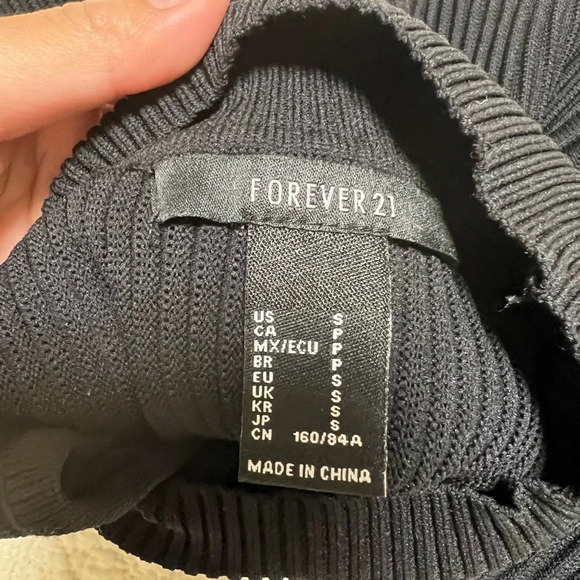 FOREVER 21
US S
CA P
MX/ECU P
BR P
EU S
UK S
KR S
JP S
CN 160/84A
MADE IN CHINA